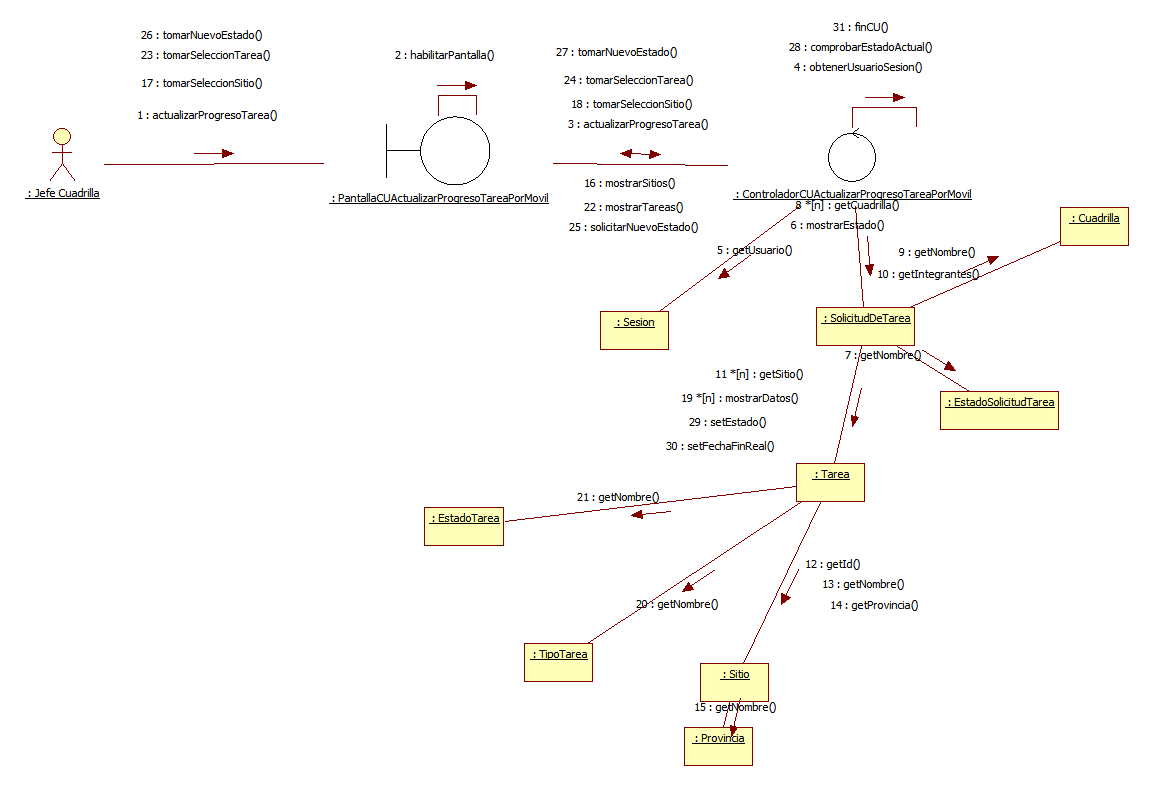 26 : tomarNuevoEstado()
23 : tomarSeleccionTarea()
17 : tomarSeleccionSitio()
1 : actualizarProgresoTarea()
: Jefe Cuadrilla
2 : habilitarPantalla()
: PantallaCUActualizarProgresoTareaPorMovil
27 : tomarNuevoEstado()
24 : tomarSeleccionTarea()
18 : tomarSeleccionSitio()
3 : actualizarProgresoTarea()
16 : mostrarSitios()
22 : mostrarTareas()
25 : solicitarNuevoEstado()
31 : finCU()
28 : comprobarEstadoActual()
4 : obtenerUsuarioSesion()
: ControladorCUActualizarProgresoTareaPorMovil
8 *[n] : getCuadrilla()
6 : mostrarEstado()
5 : getUsuario()
: Cuadrilla
9 : getNombre()
10 : getIntegrantes()
: Sesion
: SolicitudDeTarea
7 : getNombre()
: EstadoSolicitudTarea
11 *[n] : getSitio()
19 *[n] : mostrarDatos()
29 : setEstado()
30 : setFechaFinReal()
: Tarea
21 : getNombre()
: EstadoTarea
20 : getNombre()
: TipoTarea
12 : getId()
13 : getNombre()
14 : getProvincia()
: Sitio
15 : getNombre()
: Provincia